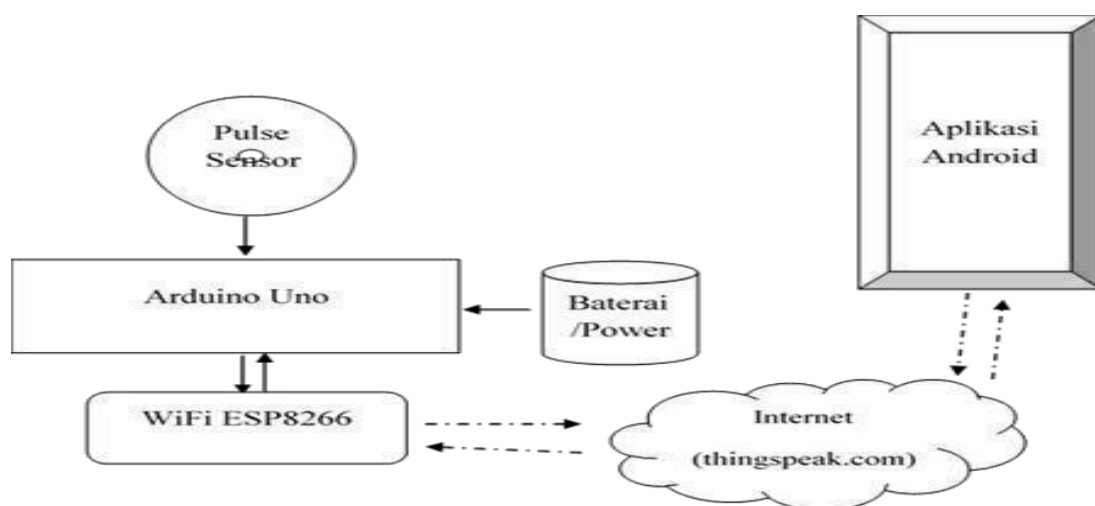 Pulse
Sensor
Aplikasi
Android
Arduino Uno
Baterai
/Power
WiFi ESP8266
Internet
(thingspeak.com)